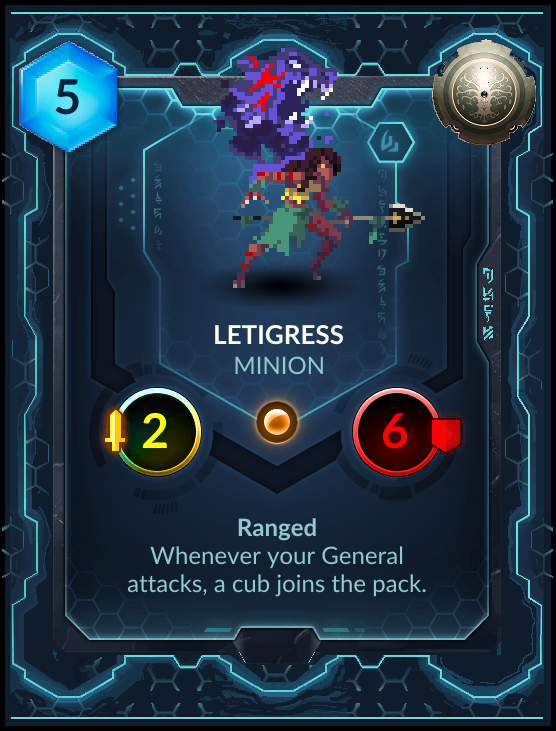 5
LETIGRESS
MINION
2
6
Ranged
Whenever your General
attacks, a cub joins the pack.